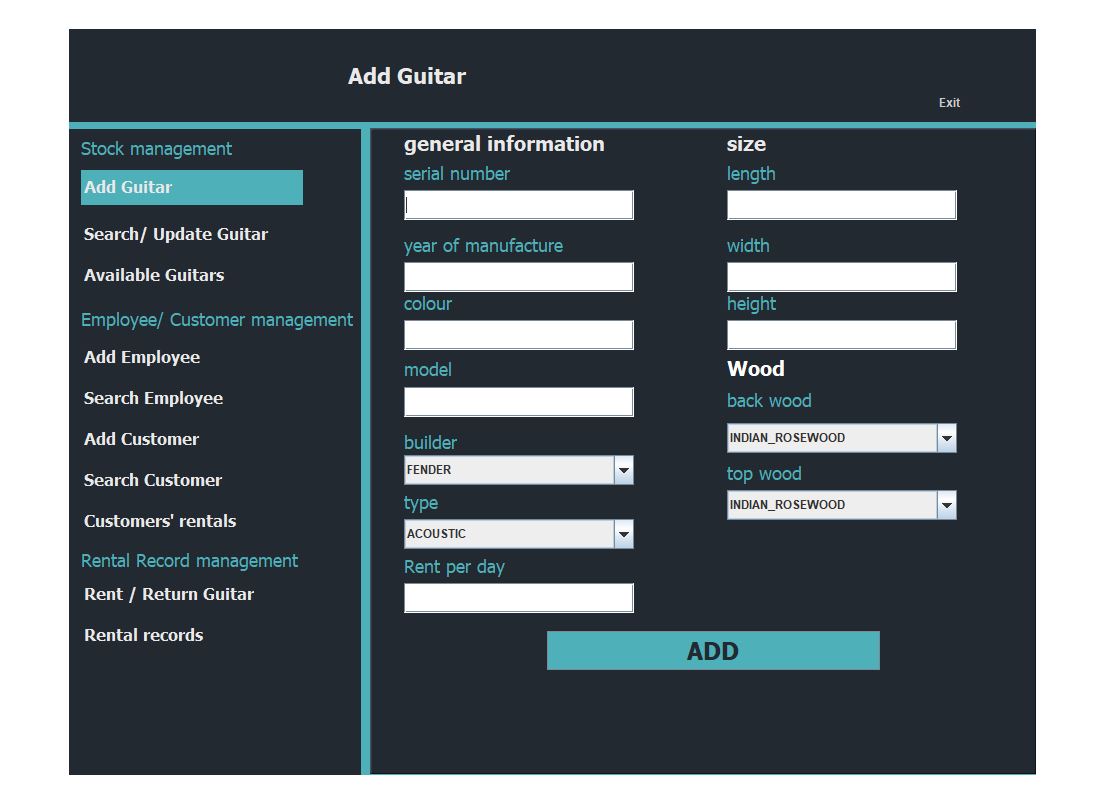 Add Guitar
Exit
Stock management
Add Guitar
Search/ Update Guitar
Available Guitars
Employee/ Customer management
Add Employee
Search Employee
Add Customer
Search Customer
Customers' rentals
Rental Record management
Rent / Return Guitar
Rental records
general information
serial number
year of manufacture
colour
model
builder
FENDER
type
ACOUSTIC
Rent per day
size
length
width
height
Wood
back wood
INDIAN_ROSEWOOD
top wood
INDIAN_ROSEWOOD
ADD